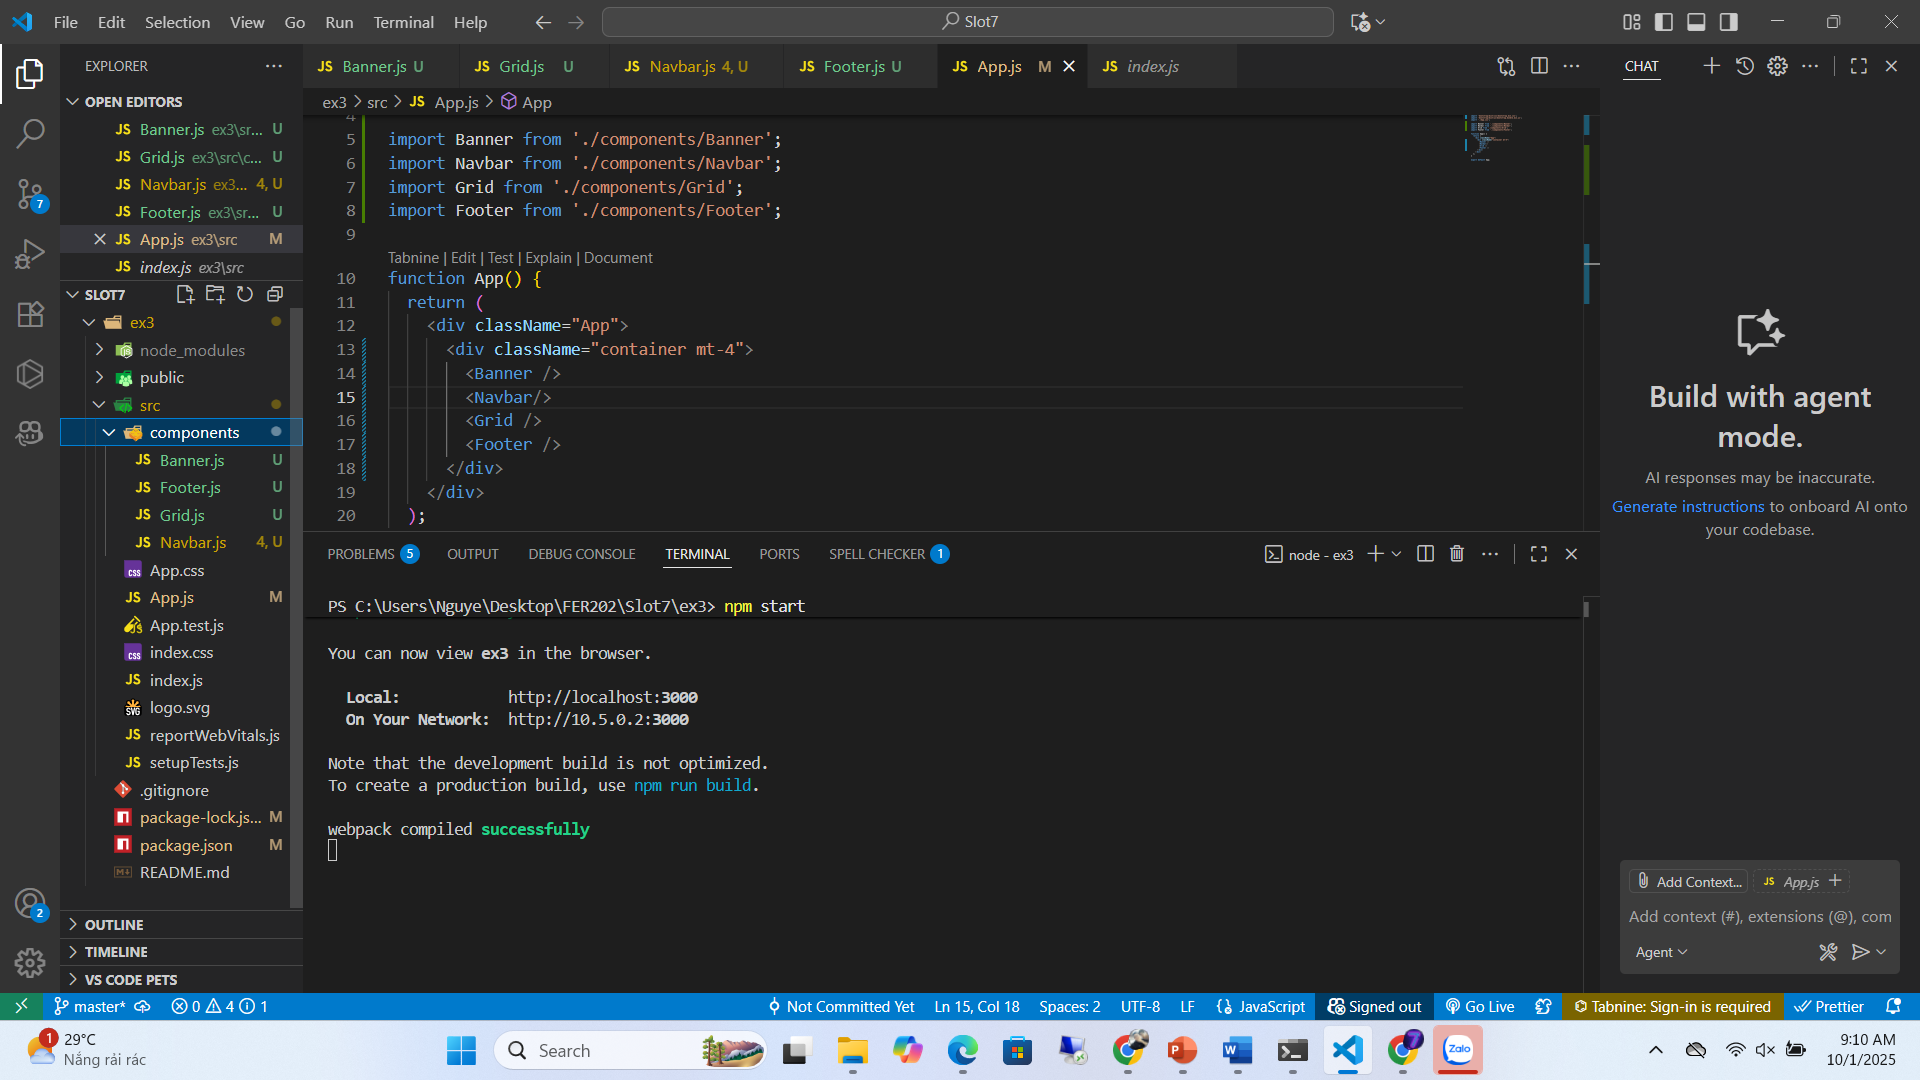 File Edit Selection View Go Run Terminal Help
Slot7
EXPLORER
OPEN EDITORS
JS Banner.js ex3\sr... U
JS Grid.js ex3\src\c... U
JS Navbar.js ex3... 4, U
JS Footer.js ex3\sr... U
JS App.js ex3\src M
JS index.js ex3\src
SLOT7
ex3
node_modules
public
src
components
JS Banner.js U
JS Footer.js U
JS Grid.js U
JS Navbar.js 4, U
App.css
JS App.js M
App.test.js
index.css
JS index.js
logo.svg
JS reportWebVitals.js
JS setupTests.js
.gitignore
package-lock.js... M
package.json M
README.md
OUTLINE
TIMELINE
VS CODE PETS
7
2
JS Banner.js U JS Grid.js U JS Navbar.js 4, U JS Footer.js U JS App.js M JS index.js
ex3 > src > JS App.js > App
4
5 import Banner from './components/Banner';
6 import Navbar from './components/Navbar';
7 import Grid from './components/Grid';
8 import Footer from './components/Footer';
9
Tabnine | Edit | Test | Explain | Document
10 function App() {
11 return (
12 <div className="App">
13 <div className="container mt-4">
14 <Banner />
15 <Navbar/>
16 <Grid />
17 <Footer />
18 </div>
19 </div>
20 );
PROBLEMS 5 OUTPUT DEBUG CONSOLE TERMINAL PORTS SPELL CHECKER 1 node - ex3
PS C:\Users\Nguye\Desktop\FER202\Slot7\ex3> npm start
You can now view ex3 in the browser.
Local: http://localhost:3000
On Your Network: http://10.5.0.2:3000
Note that the development build is not optimized.
To create a production build, use npm run build.
webpack compiled successfully
CHAT
Build with agent
mode.
AI responses may be inaccurate.
Generate instructions to onboard AI onto
your codebase.
Add Context... JS App.js
Add context (#), extensions (@), com
Agent
master* 0 4 1 Not Committed Yet Ln 15, Col 18 Spaces: 2 UTF-8 LF {} JavaScript Signed out Go Live Tabnine: Sign-in is required Prettier
1
29°C
Nắng rải rác
Search
Zalo
9:10 AM
10/1/2025